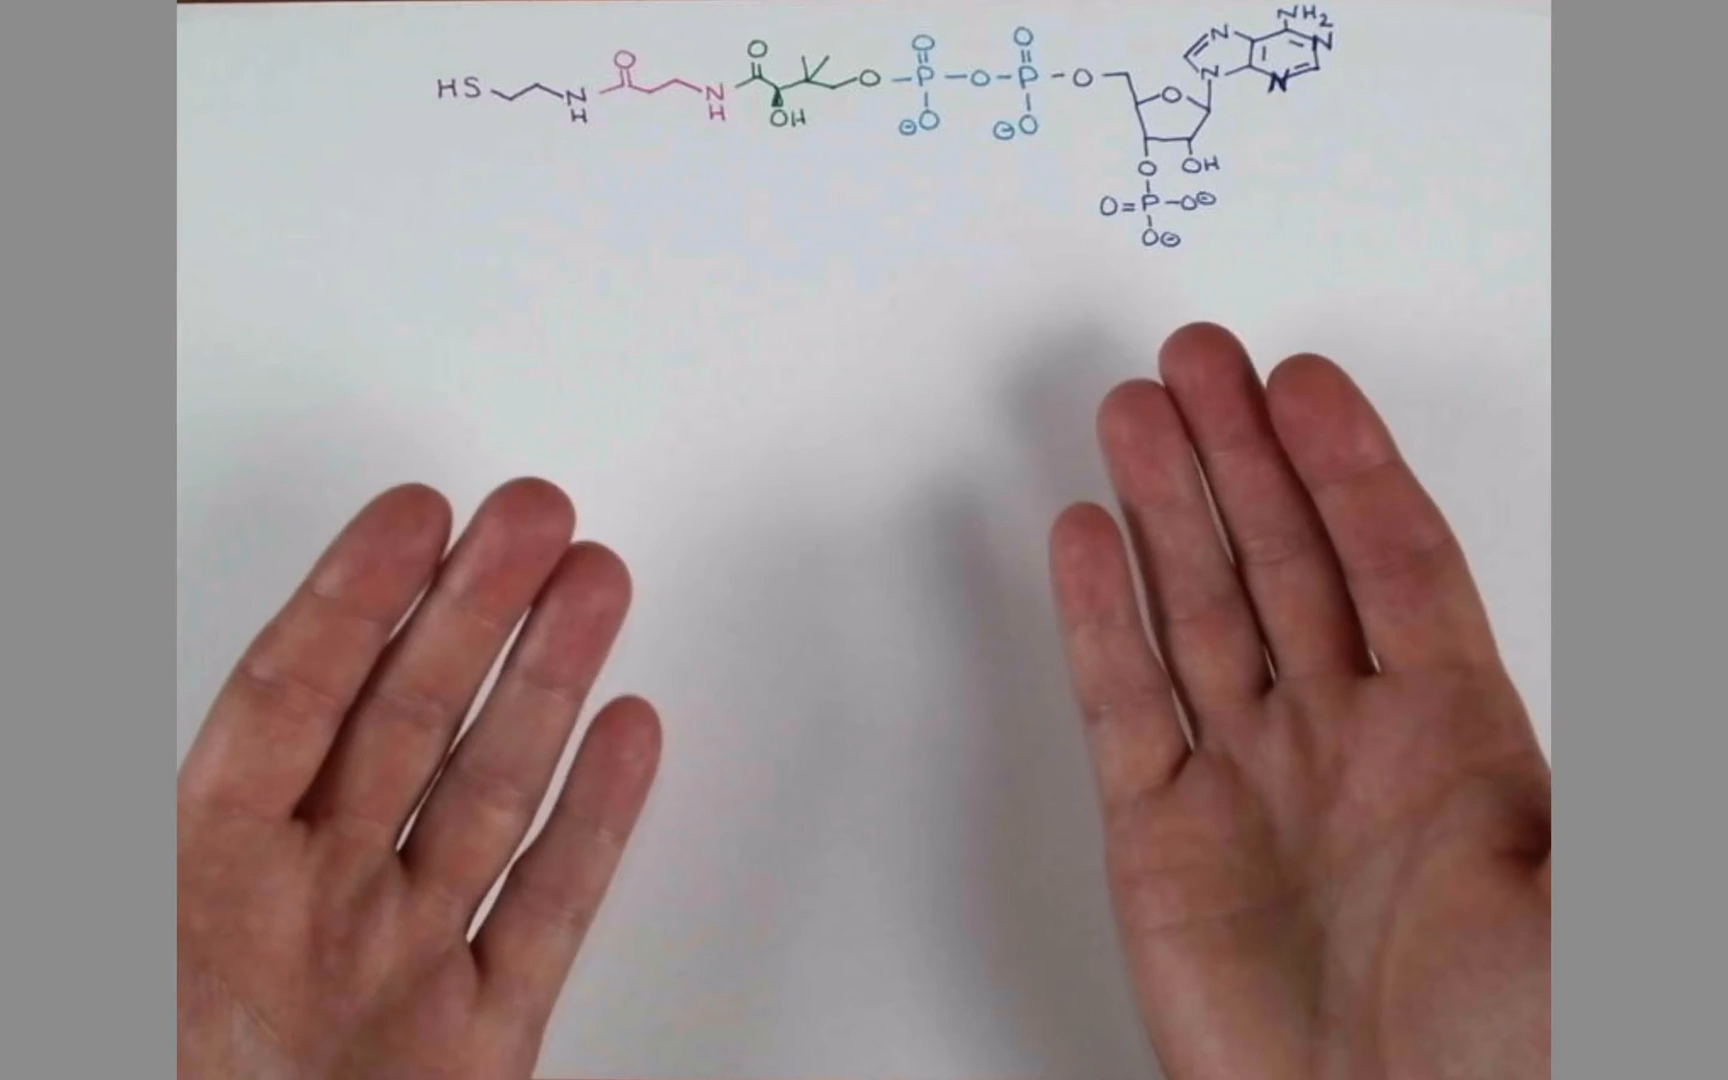 NH2
O O O O N N
HS N N O P O P O O N N
H H OH O O
O OH
O=P-O⊖
O⊖